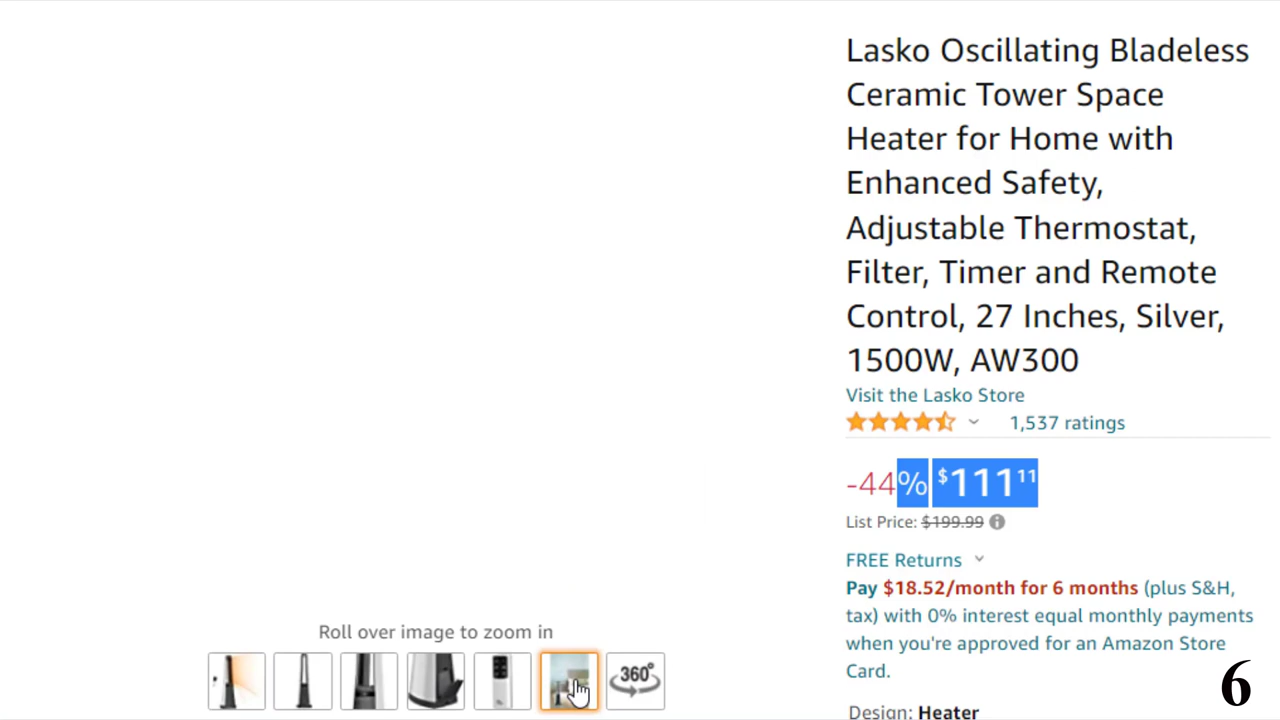 Lasko Oscillating Bladeless
Ceramic Tower Space
Heater for Home with
Enhanced Safety,
Adjustable Thermostat,
Filter, Timer and Remote
Control, 27 Inches, Silver,
1500W, AW300
Visit the Lasko Store
1,537 ratings
-44% $11111
List Price: $199.99
FREE Returns
Pay $18.52/month for 6 months (plus S&H,
tax) with 0% interest equal monthly payments
when you're approved for an Amazon Store
Card.
Design: Heater
Roll over image to zoom in
360°
6